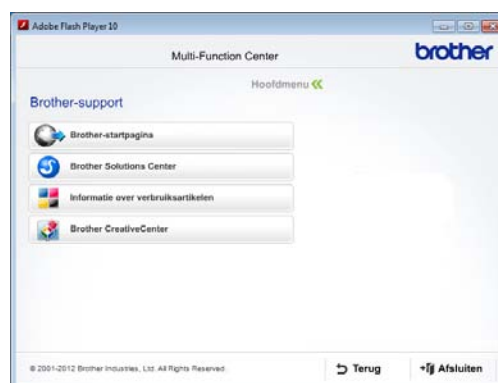 Adobe Flash Player 10
Multi-Function Center
brother
Hoofdmenu
Brother-support
Brother-startpagina
Brother Solutions Center
Informatie over verbruiksartikelen
Brother CreativeCenter
© 2001-2012 Brother Industries, Ltd. All Rights Reserved.
Terug
Afsluiten